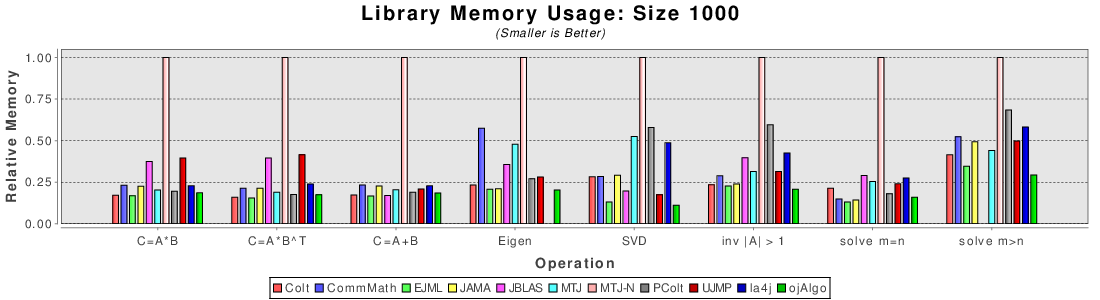 Library Memory Usage: Size 1000
(Smaller is Better)
Relative Memory
1.00
0.75
0.50
0.25
0.00
C=A*B C=A*B^T C=A+B Eigen SVD inv |A| > 1 solve m=n solve m>n
Operation
Colt CommMath EJML JAMA JBLAS MTJ MTJ-N PColt UJMP la4j ojAlgo